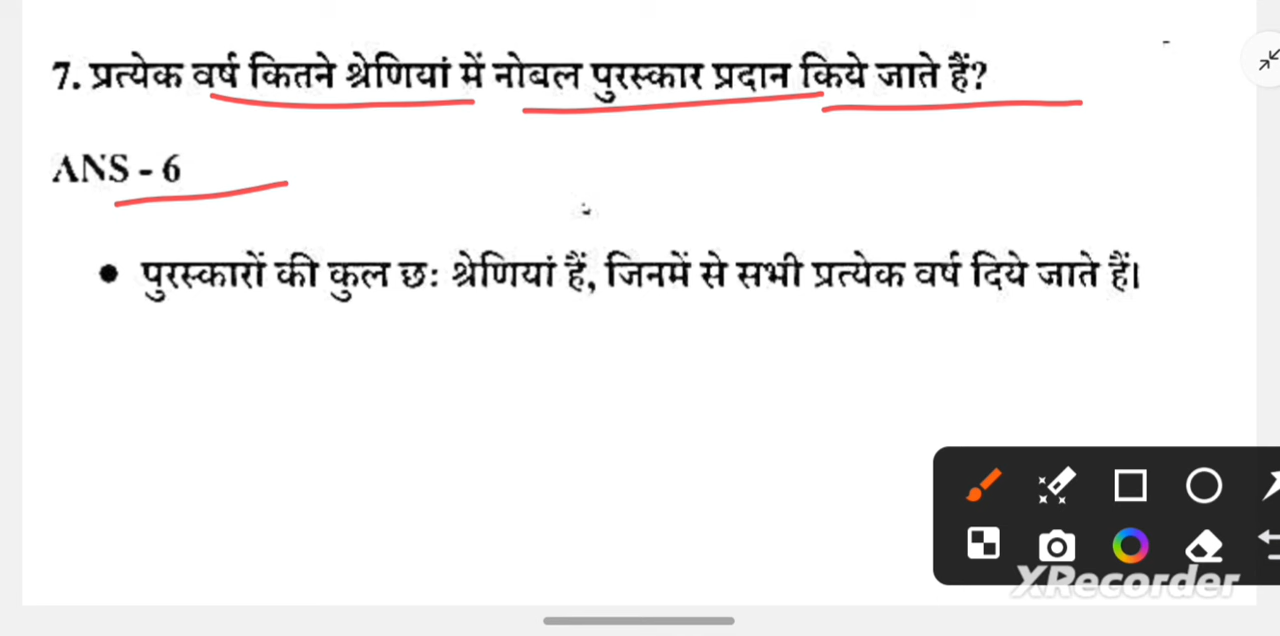 7. प्रत्येक वर्ष कितने श्रेणियां में नोबल पुरस्कार प्रदान किये जाते हैं?
ANS - 6
• पुरस्कारों की कुल छः श्रेणियां हैं, जिनमें से सभी प्रत्येक वर्ष दिये जाते हैं।
XRecorder